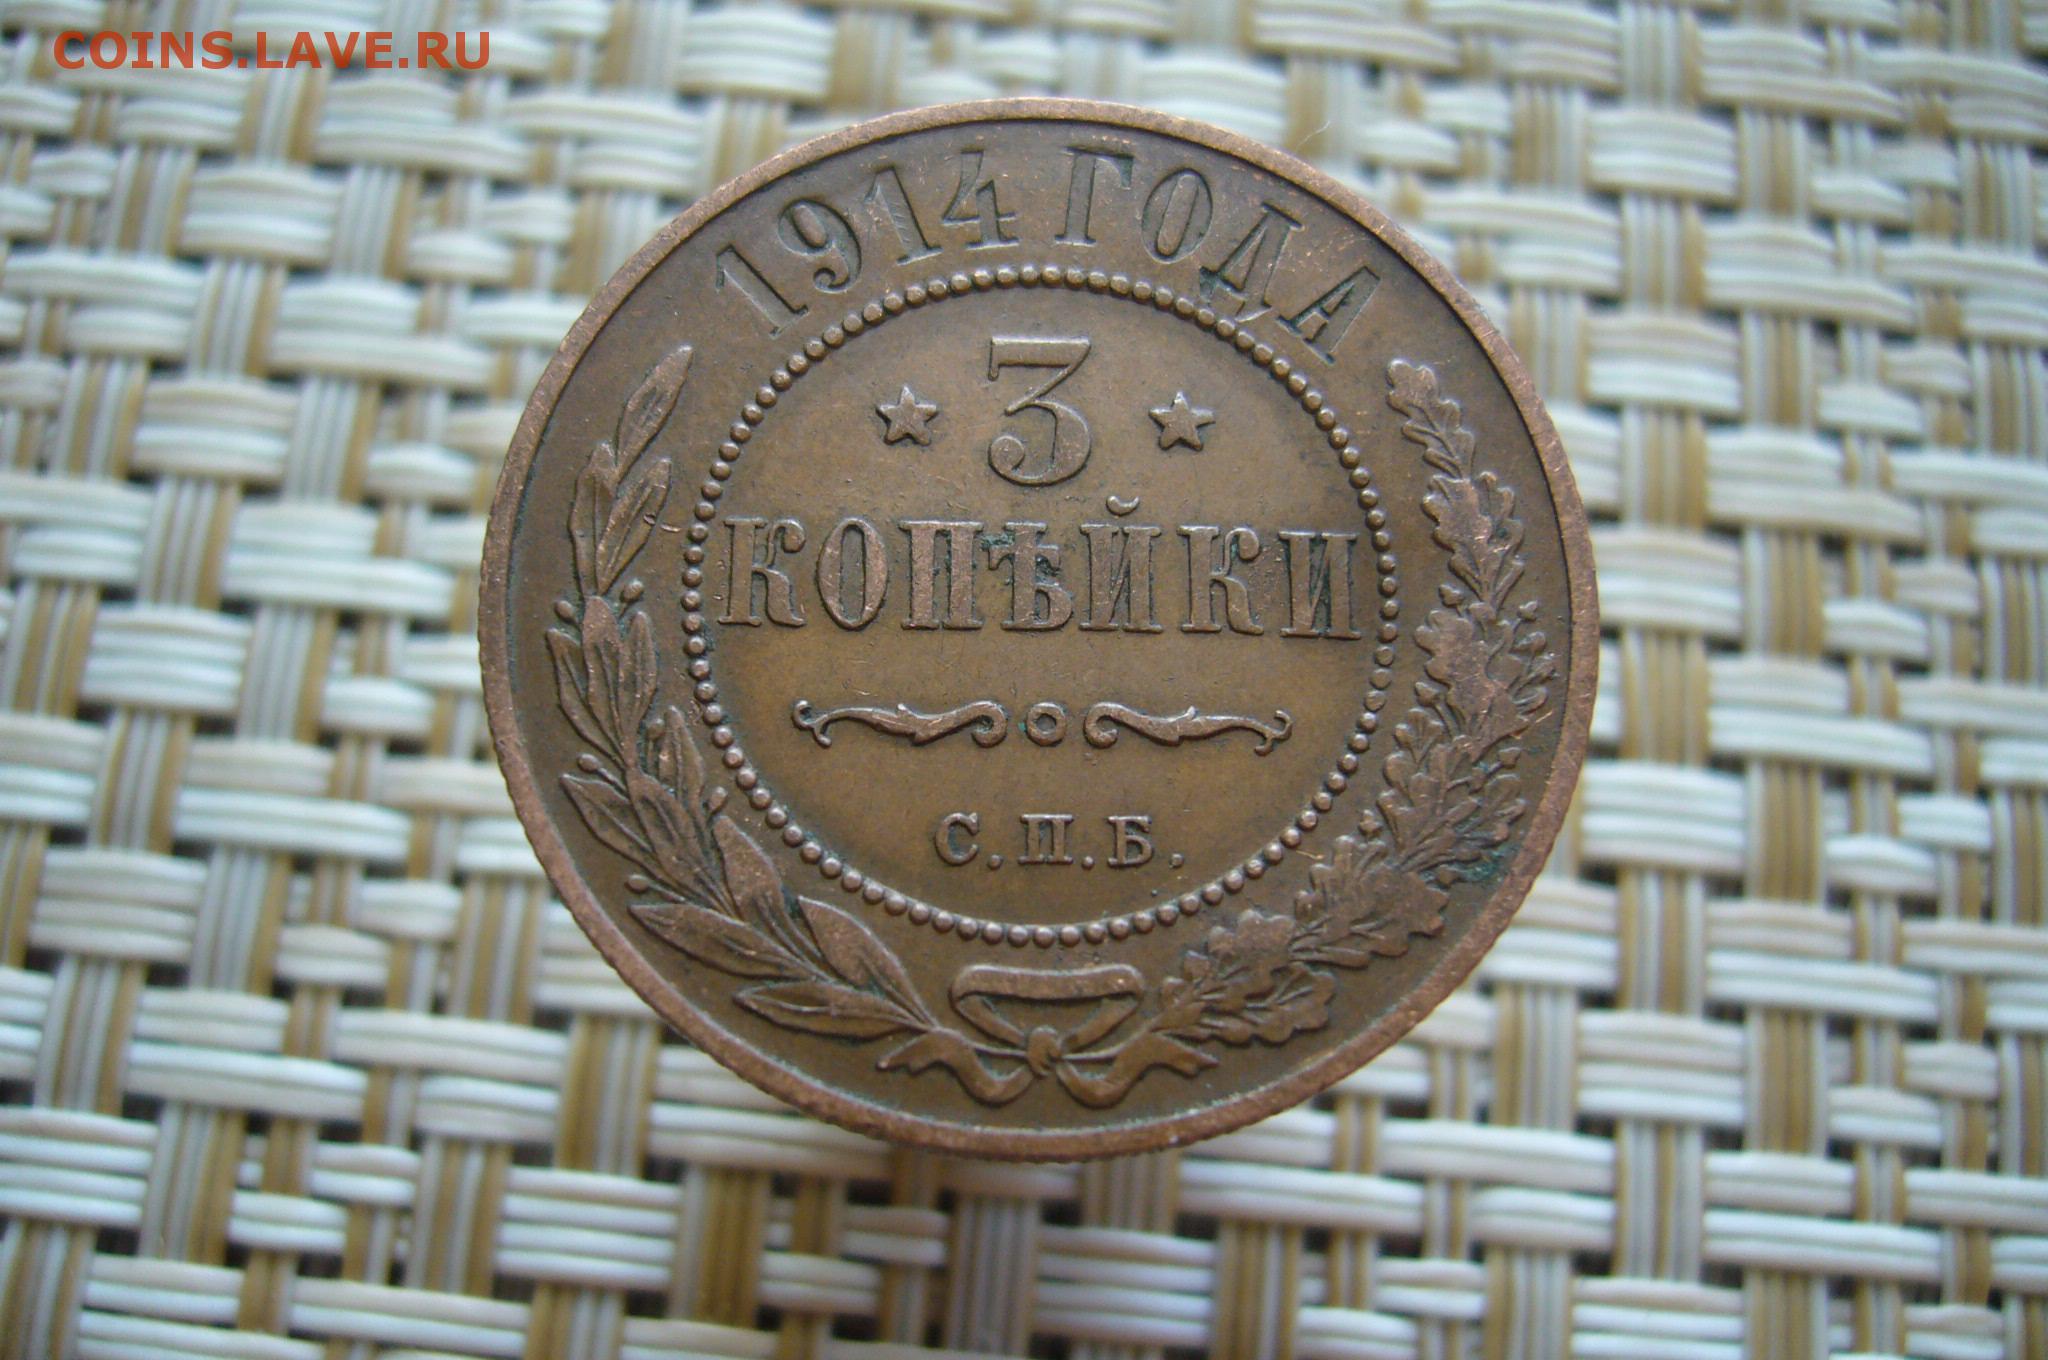 COINS.LAVE.RU
1914 ГОДА
3
КОПѢЙКИ
С.П.Б.